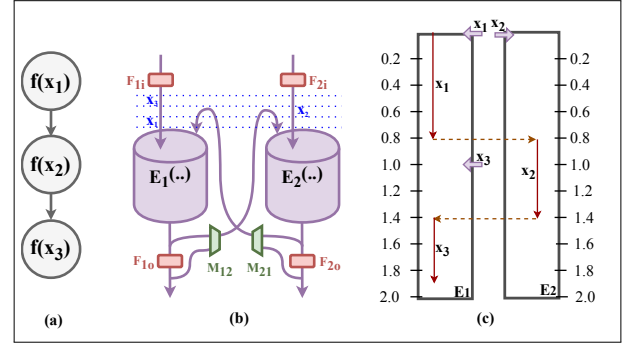 f(x₁)
f(x₂)
f(x₃)
(a)
F₁ᵢ
F₂ᵢ
x₃
x₂
x₁
E₁(..)
E₂(..)
F₁ₒ
M₁₂
M₂₁
F₂ₒ
(b)
x₁ x₂
0.2
0.4
0.6
0.8
1.0
1.2
1.4
1.6
1.8
2.0
x₁
x₃
x₂
x₃
E₁
E₂
0.2
0.4
0.6
0.8
1.0
1.2
1.4
1.6
1.8
2.0
(c)